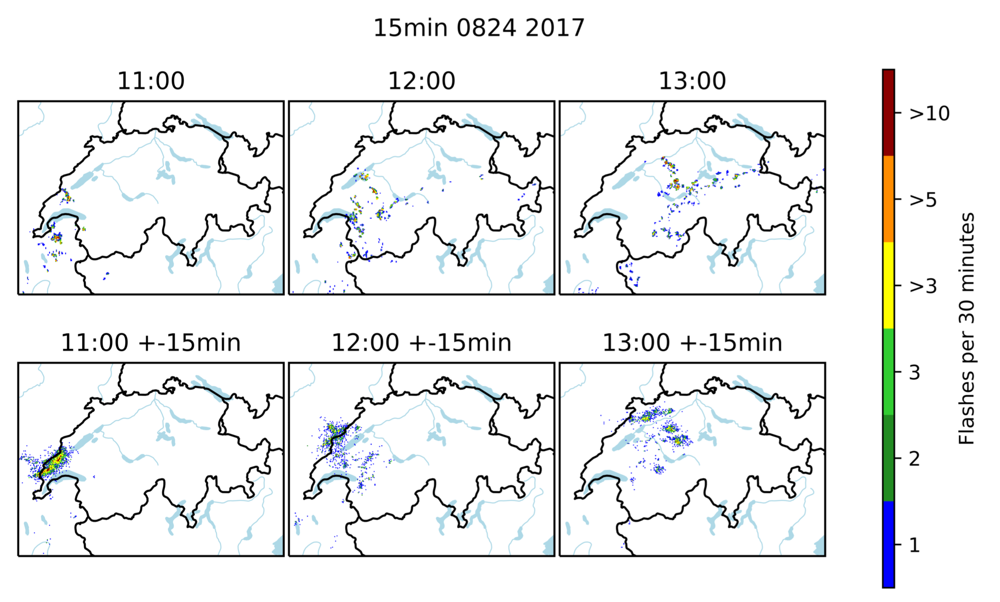 15min 0824 2017
11:00
12:00
13:00
11:00 +-15min
12:00 +-15min
13:00 +-15min
>10
>5
>3
3
2
1
Flashes per 30 minutes